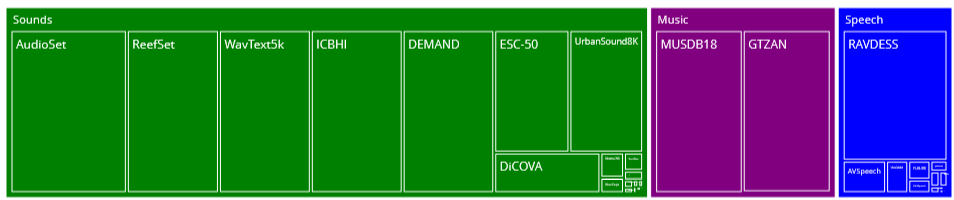 Sounds
AudioSet
ReefSet
WavText5k
ICBHI
DEMAND
ESC-50
UrbanSound8K
DiCOVA
Music
MUSDB18
GTZAN
Speech
RAVDESS
AVSpeech